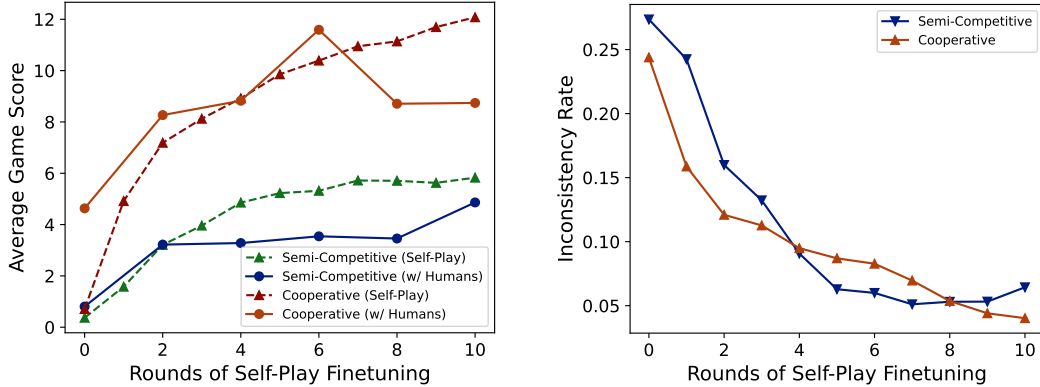 Average Game Score
12
10
8
6
4
2
0
0 2 4 6 8 10
Rounds of Self-Play Finetuning
Semi-Competitive (Self-Play)
Semi-Competitive (w/ Humans)
Cooperative (Self-Play)
Cooperative (w/ Humans)
Inconsistency Rate
0.25
0.20
0.15
0.10
0.05
0 2 4 6 8 10
Rounds of Self-Play Finetuning
Semi-Competitive
Cooperative